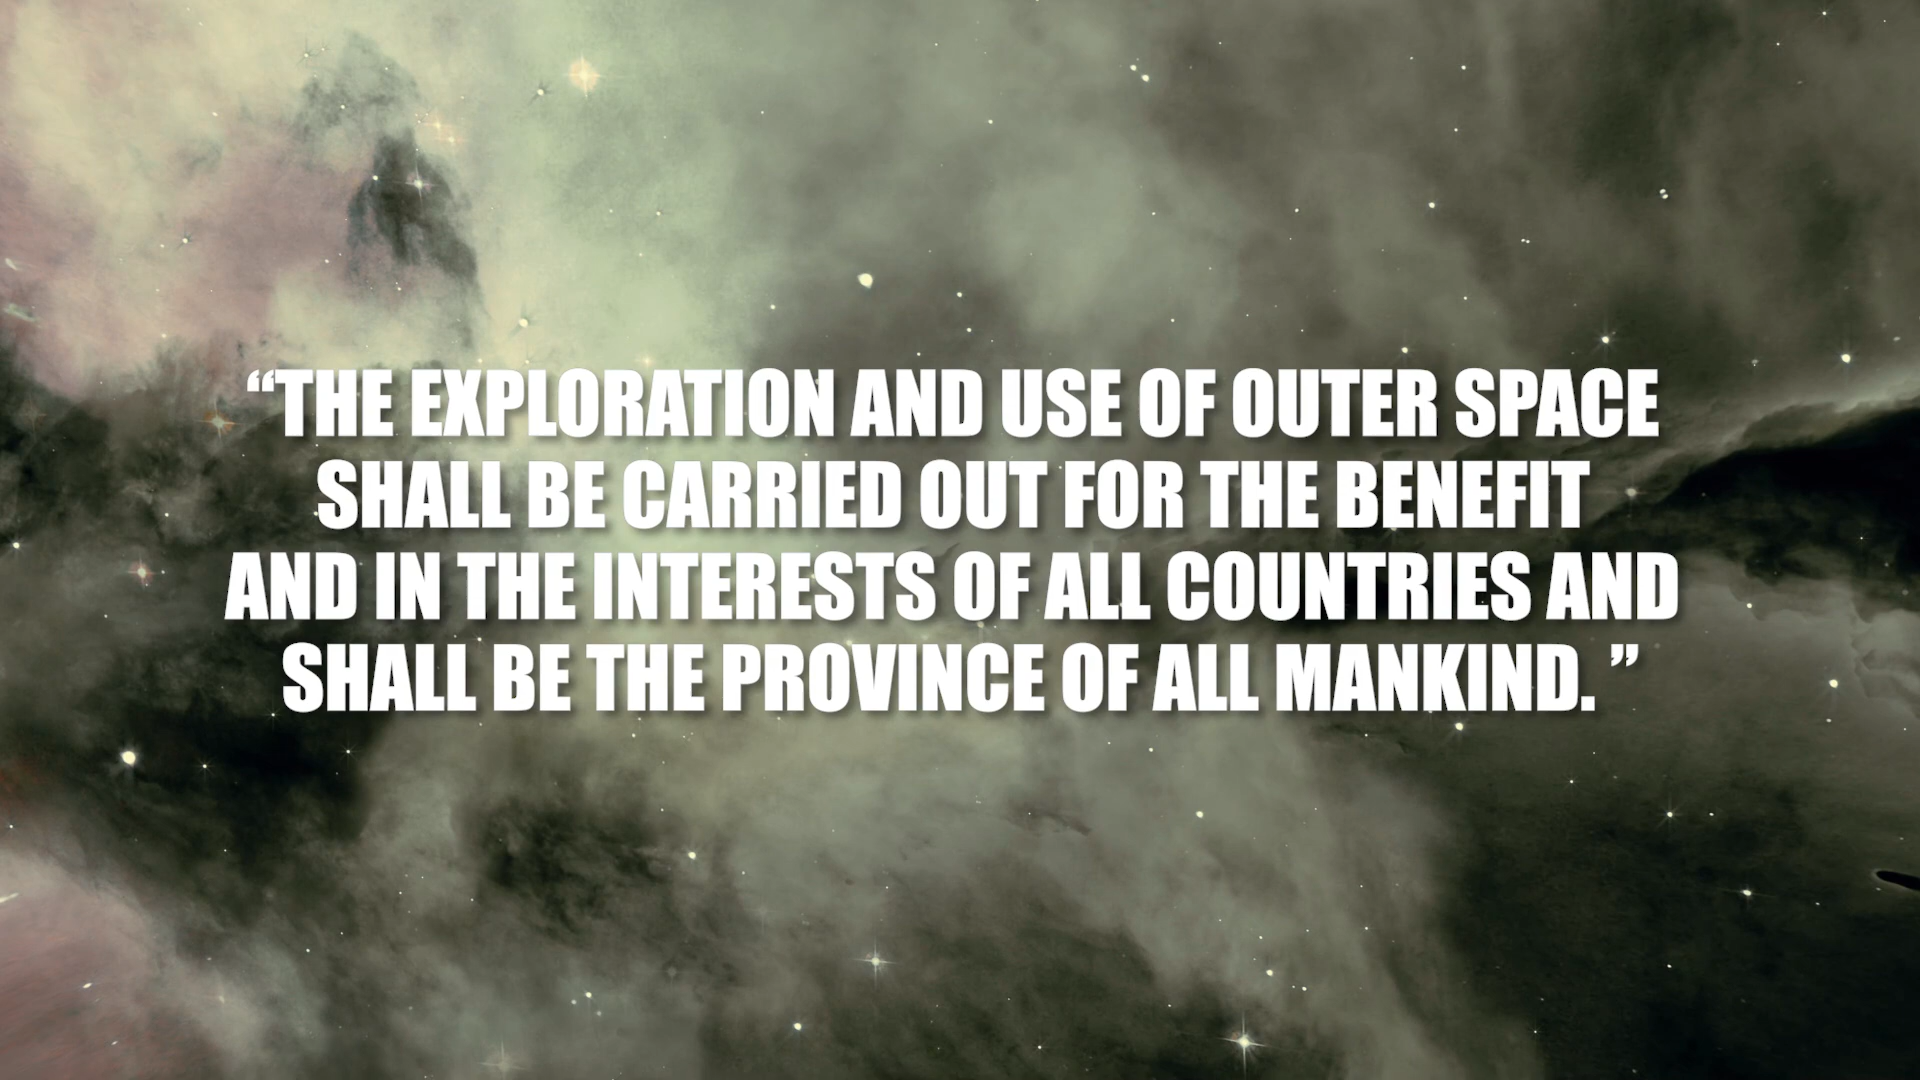 “THE EXPLORATION AND USE OF OUTER SPACE
SHALL BE CARRIED OUT FOR THE BENEFIT
AND IN THE INTERESTS OF ALL COUNTRIES AND
SHALL BE THE PROVINCE OF ALL MANKIND. ”